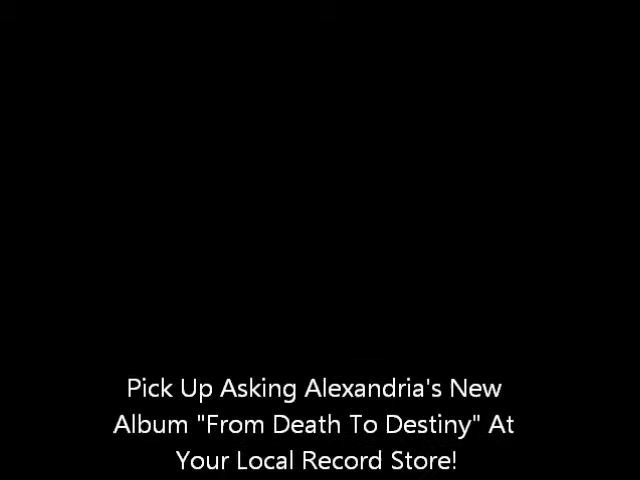 Pick Up Asking Alexandria's New
Album "From Death To Destiny" At
Your Local Record Store!